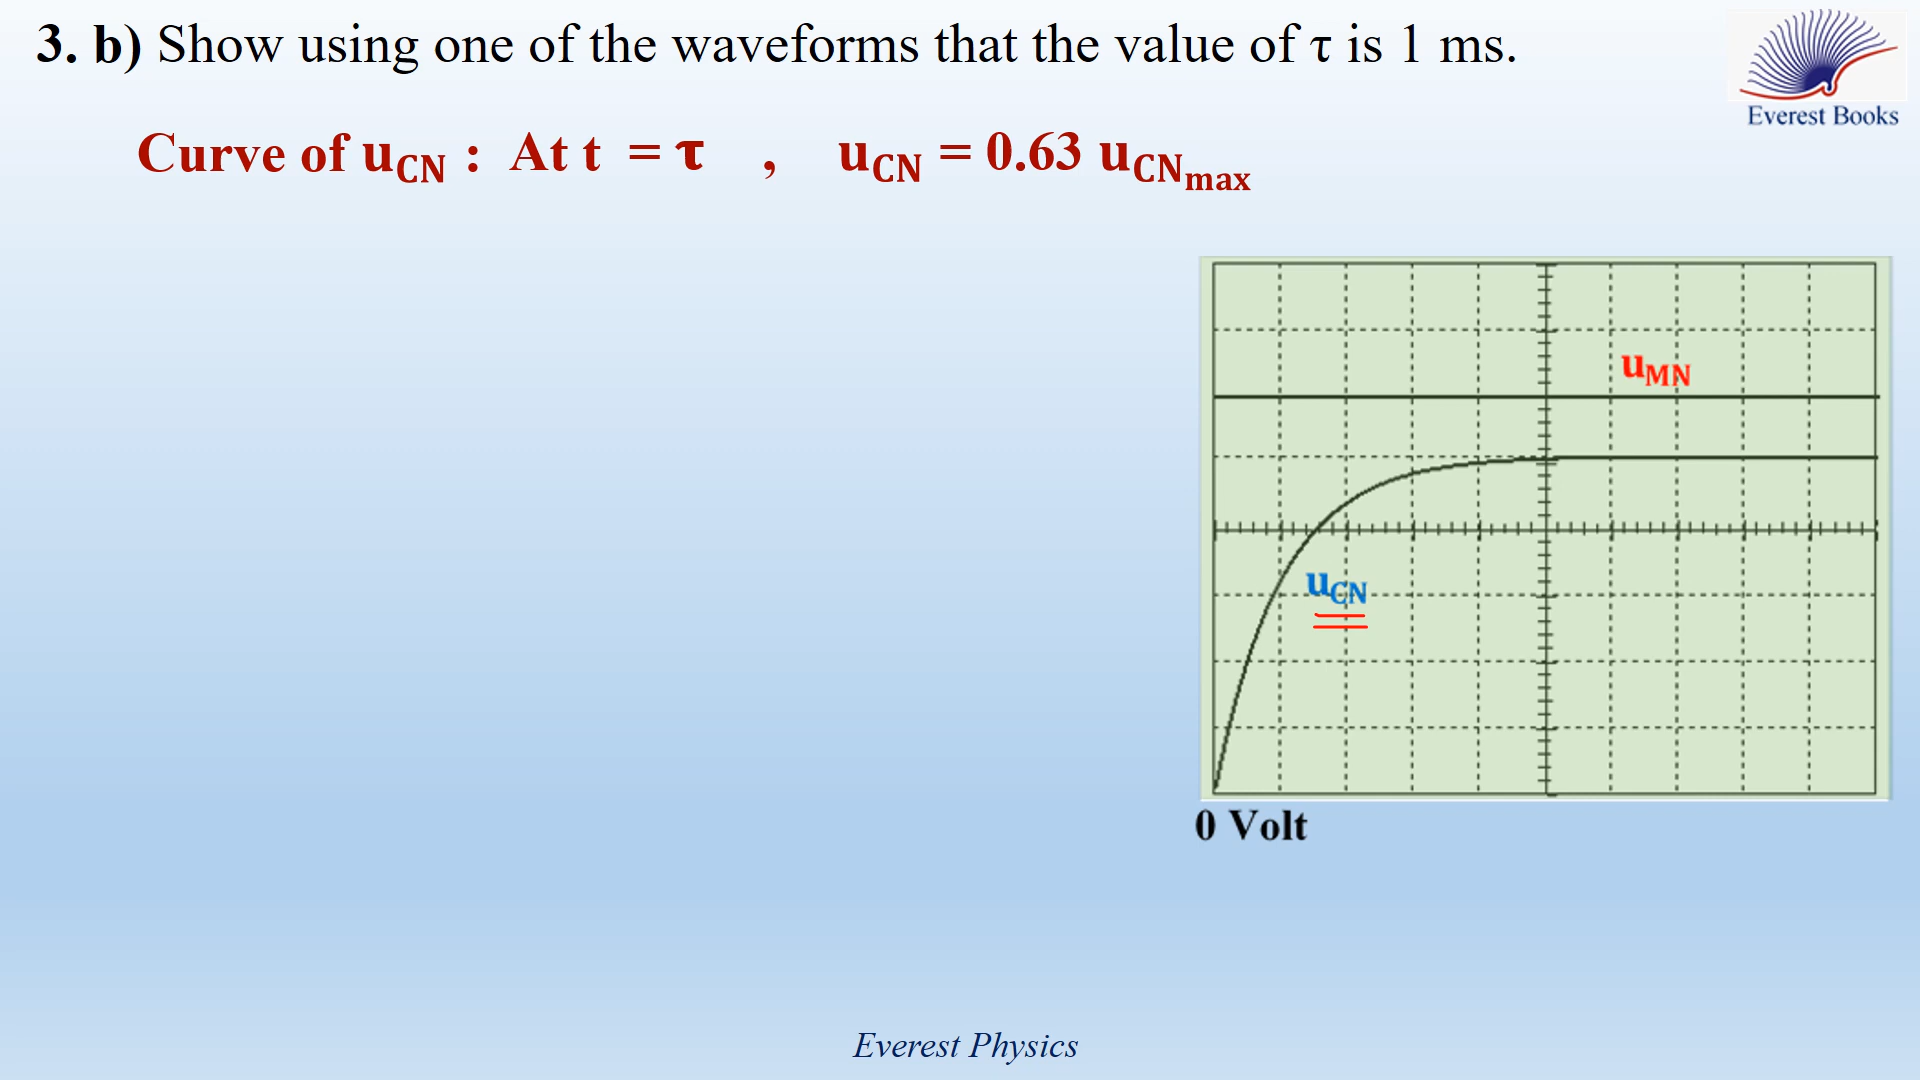 3. b) Show using one of the waveforms that the value of τ is 1 ms.
Everest Books
Curve of uCN : At t = τ , uCN = 0.63 uCNmax
uMN
uCN
0 Volt
Everest Physics